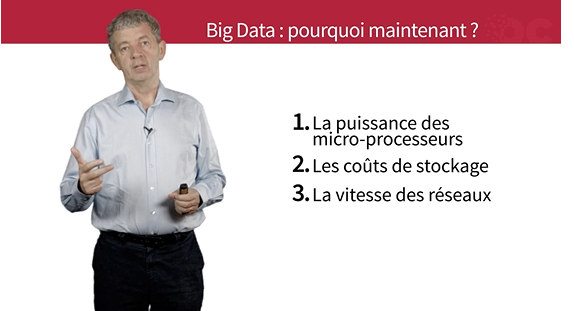 Big Data : pourquoi maintenant ?
1. La puissance des
micro-processeurs
2. Les coûts de stockage
3. La vitesse des réseaux